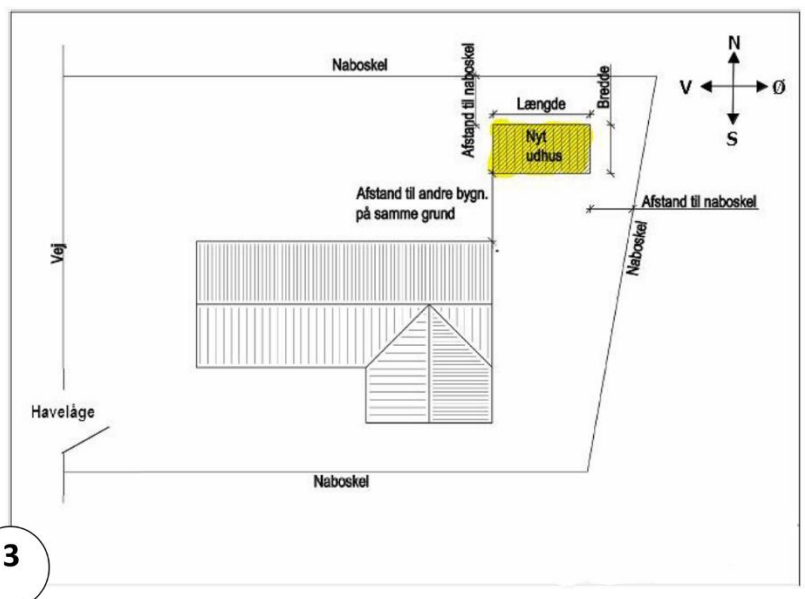 Naboskel
N
V
Ø
S
Afstand til naboskel
Længde
Bredde
Nyt
udhus
Afstand til andre bygn.
på samme grund
Afstand til naboskel
Naboskel
Vej
Havelåge
Naboskel
3